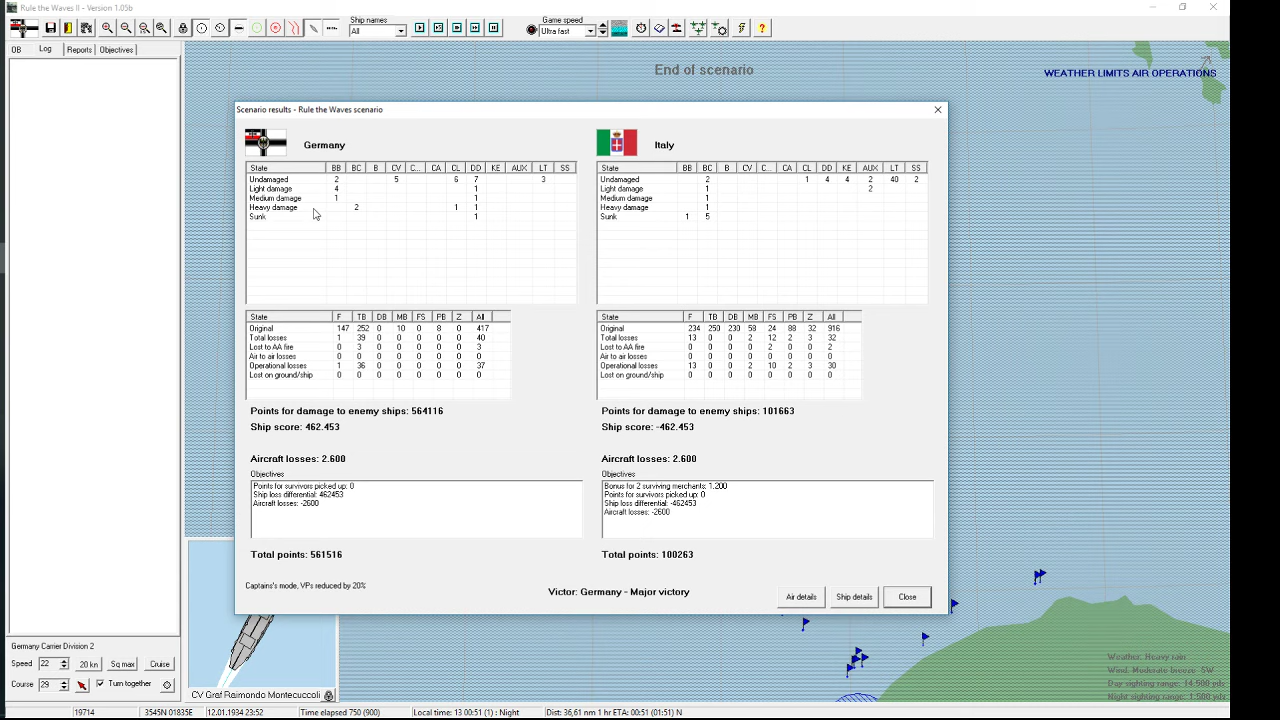 Rule the Waves II - Version 1.05b
Ship names
Game speed
All
Ultra fast
OB Log Reports Objectives
End of scenario
WEATHER LIMITS AIR OPERATIONS
Scenario results - Rule the Waves scenario
Germany
State BB BC B CV C... CA CL DD KE AUX LT SS
Undamaged 2 5 6 7 3
Light damage 4 1
Medium damage 1
Heavy damage 2 1 1
Sunk 1
State F TB DB MB FS PB Z All
Original 147 252 0 10 0 8 0 417
Total losses 1 39 0 0 0 0 0 40
Lost to AA fire 0 3 0 0 0 0 0 3
Air to air losses 0 0 0 0 0 0 0 0
Operational losses 1 36 0 0 0 0 0 37
Lost on ground/ship 0 0 0 0 0 0 0 0
Points for damage to enemy ships: 564116
Ship score: 462.453
Aircraft losses: 2.600
Objectives
Points for survivors picked up: 0
Ship loss differential: 462453
Aircraft losses: -2600
Total points: 561516
Italy
State BB BC B CV C... CA CL DD KE AUX LT SS
Undamaged 2 1 4 4 2 40 2
Light damage 1 2
Medium damage 1
Heavy damage 1
Sunk 1 5
State F TB DB MB FS PB Z All
Original 234 250 230 58 24 88 32 916
Total losses 13 0 0 2 12 2 3 32
Lost to AA fire 0 0 0 0 2 0 0 2
Air to air losses 0 0 0 0 0 0 0 0
Operational losses 13 0 0 2 10 2 3 30
Lost on ground/ship 0 0 0 0 0 0 0 0
Points for damage to enemy ships: 101663
Ship score: -462.453
Aircraft losses: 2.600
Objectives
Bonus for 2 surviving merchants: 1.200
Points for survivors picked up: 0
Ship loss differential: -462453
Aircraft losses: -2600
Total points: 100263
Captains's mode, VPs reduced by 20%
Victor: Germany - Major victory
Air details Ship details Close
Germany Carrier Division 2
Speed 22 20 kn Sq max Cruise
Course 29 Turn together
CV Graf Raimondo Montecuccoli
Weather: Heavy rain
Wind: Moderate breeze SW
Day sighting range: 14.500 yds
Night sighting range: 1.500 yds
19714 3545N 01835E 12.01.1934 23:52 Time elapsed 750 (900) Local time: 13 00:51 (1) : Night Dist: 36,61 nm 1 hr ETA: 00:51 (01:51) N